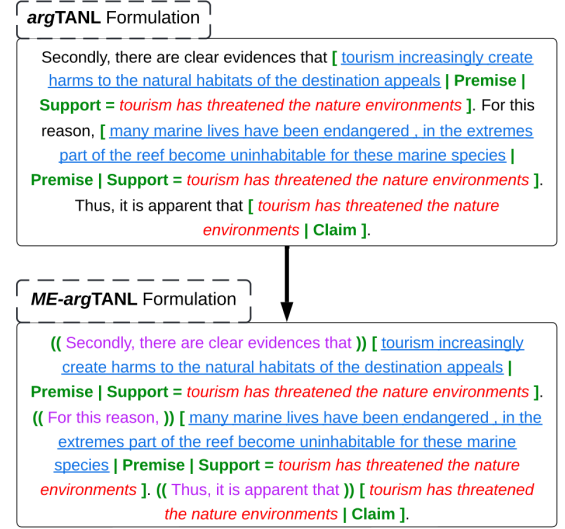 argTANL Formulation
Secondly, there are clear evidences that [ tourism increasingly create
harms to the natural habitats of the destination appeals | Premise |
Support = tourism has threatened the nature environments ]. For this
reason, [ many marine lives have been endangered , in the extremes
part of the reef become uninhabitable for these marine species |
Premise | Support = tourism has threatened the nature environments ].
Thus, it is apparent that [ tourism has threatened the nature
environments | Claim ].
ME-argTANL Formulation
(( Secondly, there are clear evidences that )) [ tourism increasingly
create harms to the natural habitats of the destination appeals |
Premise | Support = tourism has threatened the nature environments ].
(( For this reason, )) [ many marine lives have been endangered , in the
extremes part of the reef become uninhabitable for these marine
species | Premise | Support = tourism has threatened the nature
environments ]. (( Thus, it is apparent that )) [ tourism has threatened
the nature environments | Claim ].